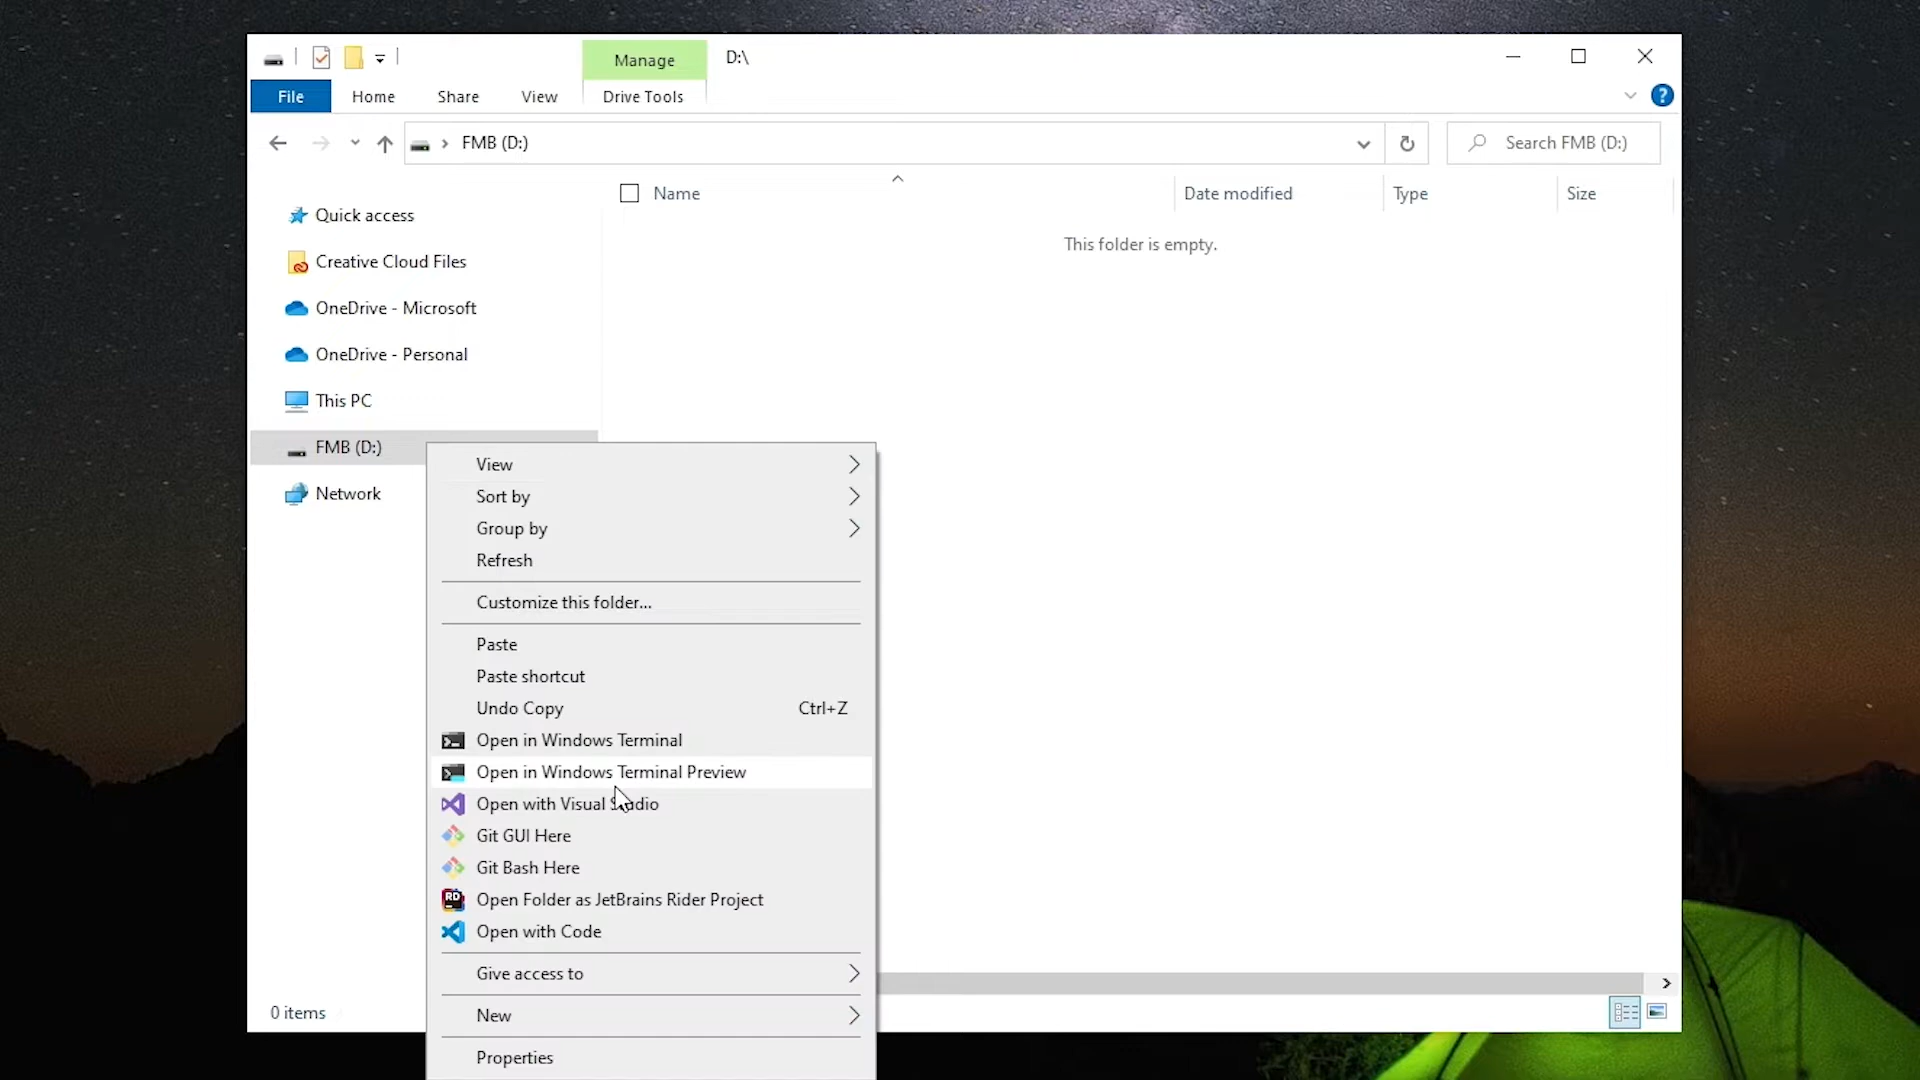 Manage
D:\
File
Home
Share
View
Drive Tools
?
FMB (D:)
Search FMB (D:)
Name
Date modified
Type
Size
This folder is empty.
Quick access
Creative Cloud Files
OneDrive - Microsoft
OneDrive - Personal
This PC
FMB (D:)
Network
View
Sort by
Group by
Refresh
Customize this folder...
Paste
Paste shortcut
Undo Copy Ctrl+Z
Open in Windows Terminal
Open in Windows Terminal Preview
Open with Visual Studio
Git GUI Here
Git Bash Here
RD Open Folder as JetBrains Rider Project
Open with Code
Give access to
New
Properties
0 items